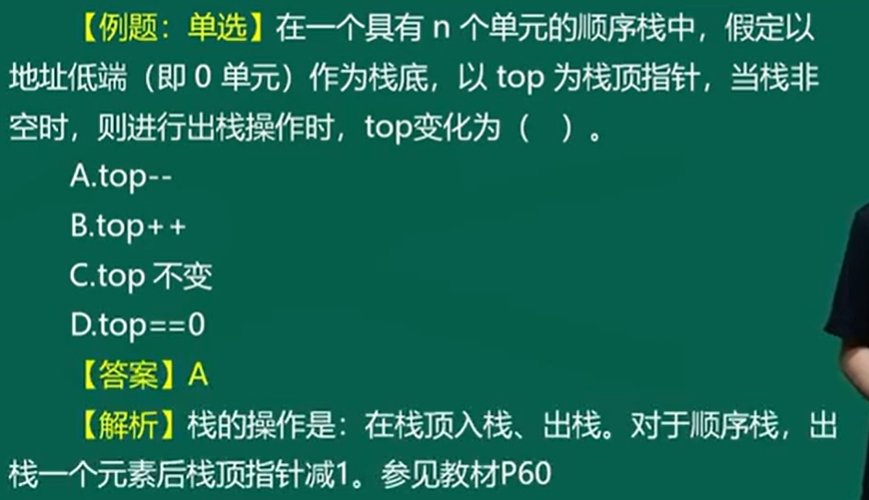 【例题：单选】在一个具有 n 个单元的顺序栈中，假定以
地址低端（即 0 单元）作为栈底，以 top 为栈顶指针，当栈非
空时，则进行出栈操作时，top变化为（ ）。
A.top--
B.top++
C.top 不变
D.top==0
【答案】A
【解析】栈的操作是：在栈顶入栈、出栈。对于顺序栈，出
栈一个元素后栈顶指针减1。参见教材P60